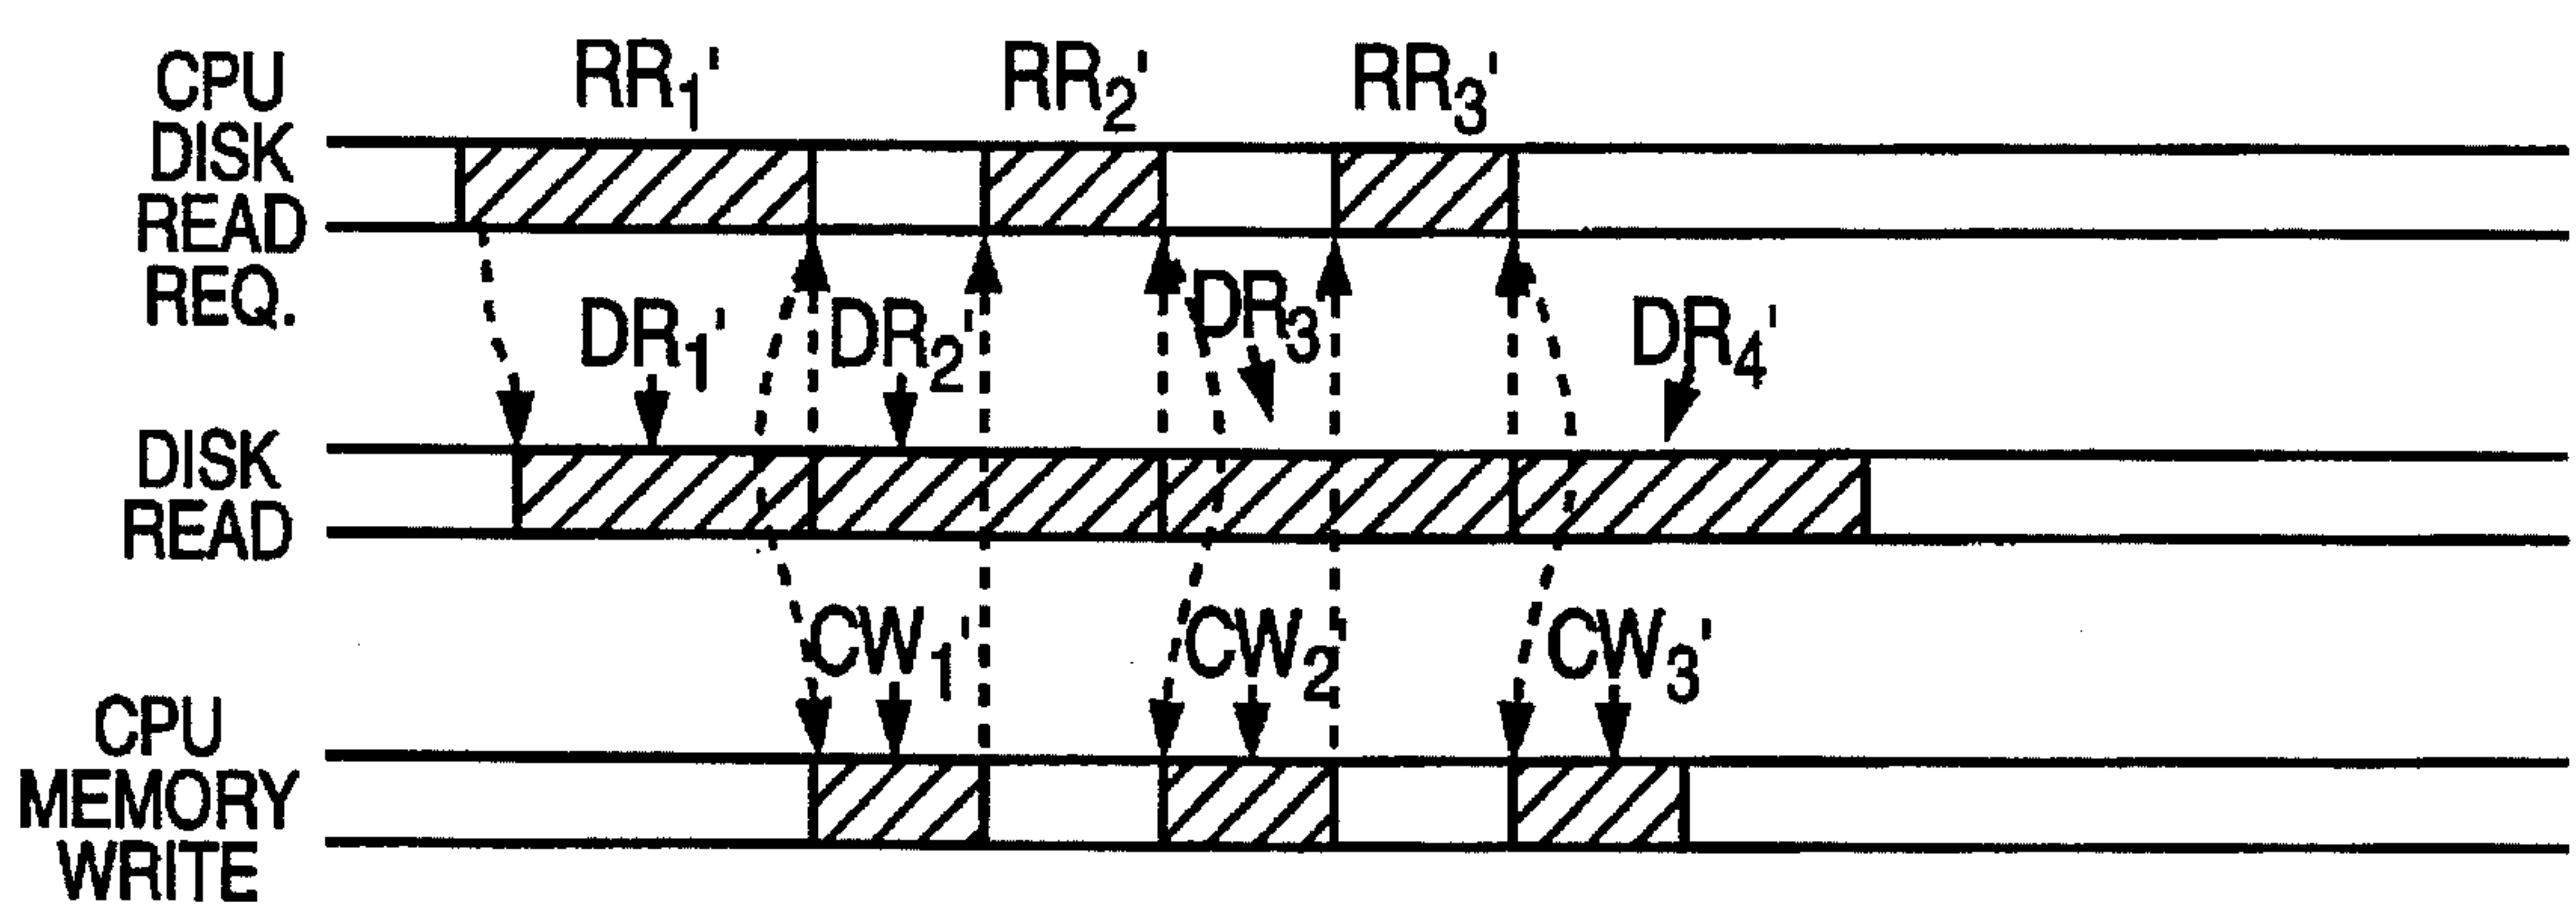 CPU
DISK
READ
REQ.
RR₁' RR₂' RR₃'
DR₁' DR₂' DR₃ DR₄'
DISK
READ
CW₁' CW₂' CW₃'
CPU
MEMORY
WRITE